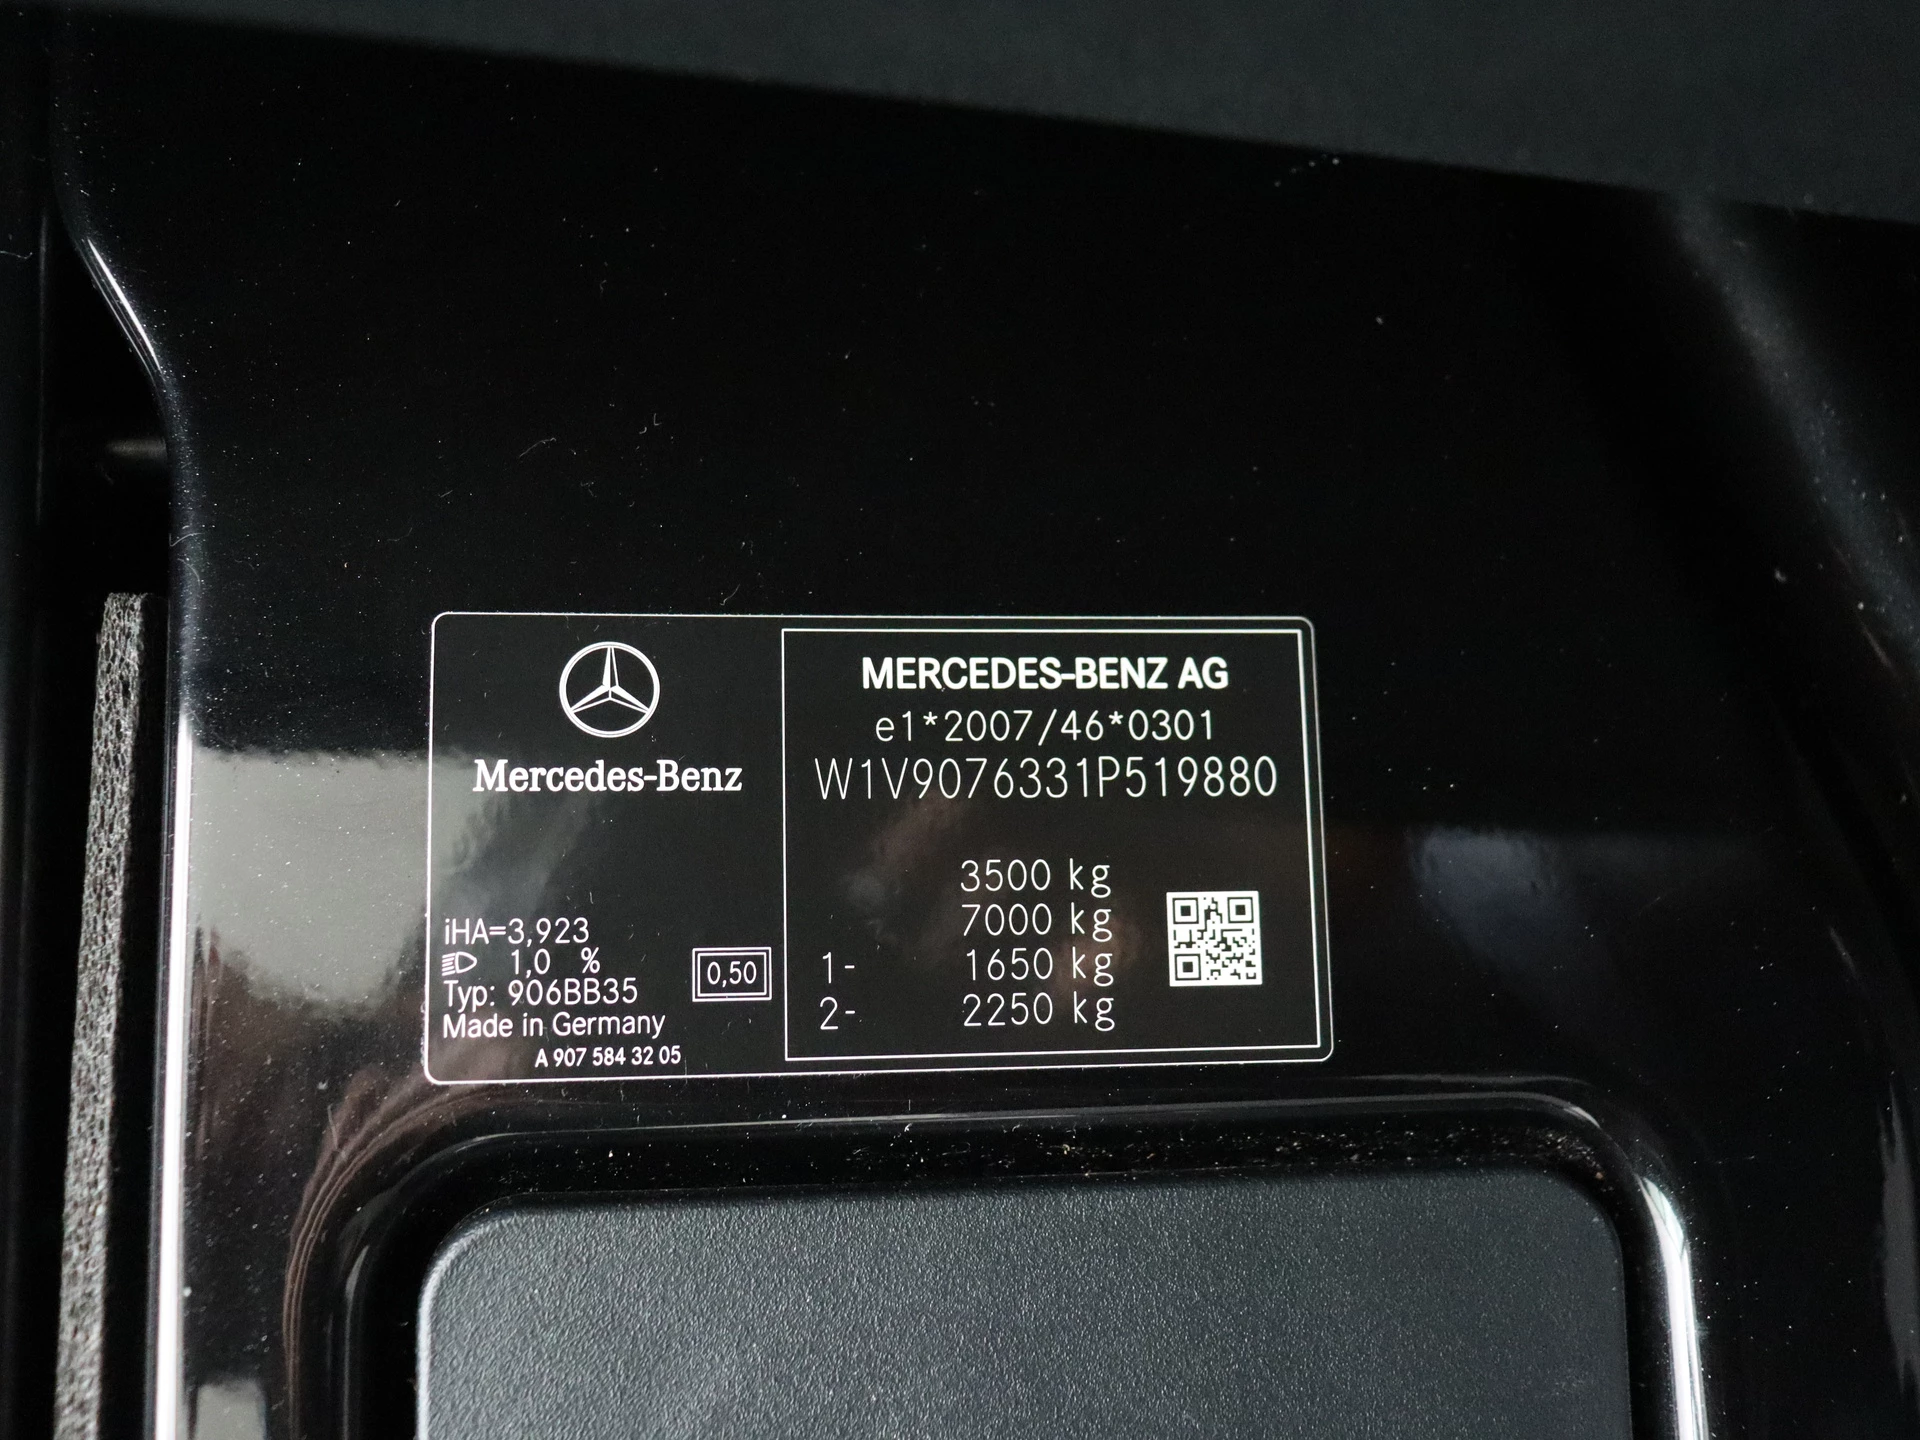 Mercedes-Benz
iHA=3,923
1,0 %
Typ: 906BB35
Made in Germany
A 907 584 32 05
0,50
MERCEDES-BENZ AG
e1*2007/46*0301
W1V9076331P519880
3500 kg
7000 kg
1- 1650 kg
2- 2250 kg